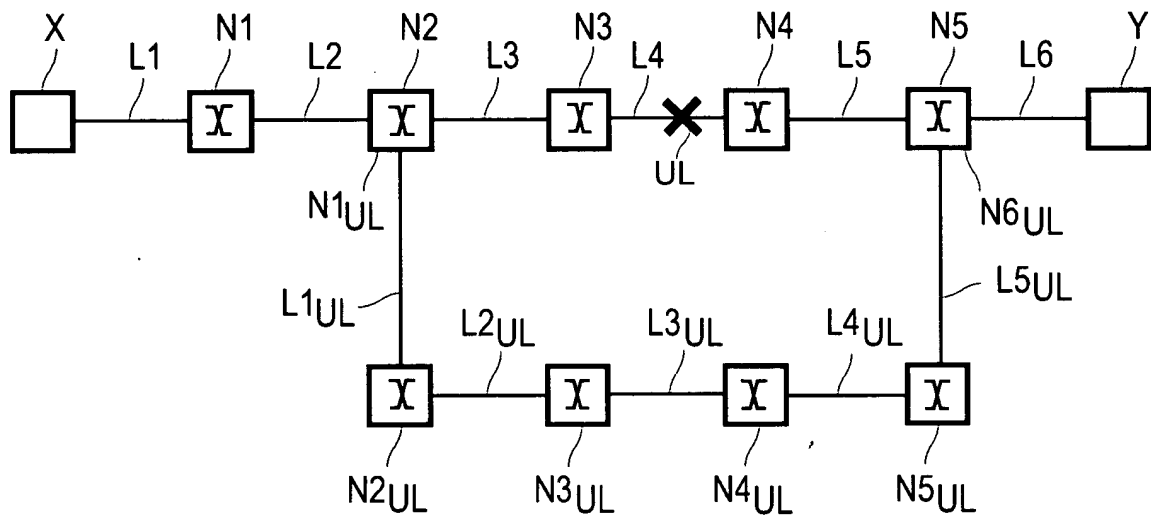 X N1 N2 N3 N4 N5 Y
L1 L2 L3 L4 L5 L6
UL
N1UL N6UL
L1UL L5UL
L2UL L3UL L4UL
N2UL N3UL N4UL N5UL